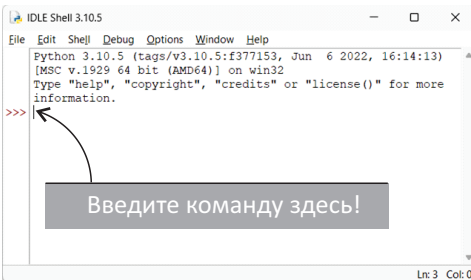 IDLE Shell 3.10.5
File Edit Shell Debug Options Window Help
Python 3.10.5 (tags/v3.10.5:f377153, Jun  6 2022, 16:14:13)
[MSC v.1929 64 bit (AMD64)] on win32
Type "help", "copyright", "credits" or "license()" for more
information.
>>>
Введите команду здесь!
Ln: 3 Col: 0